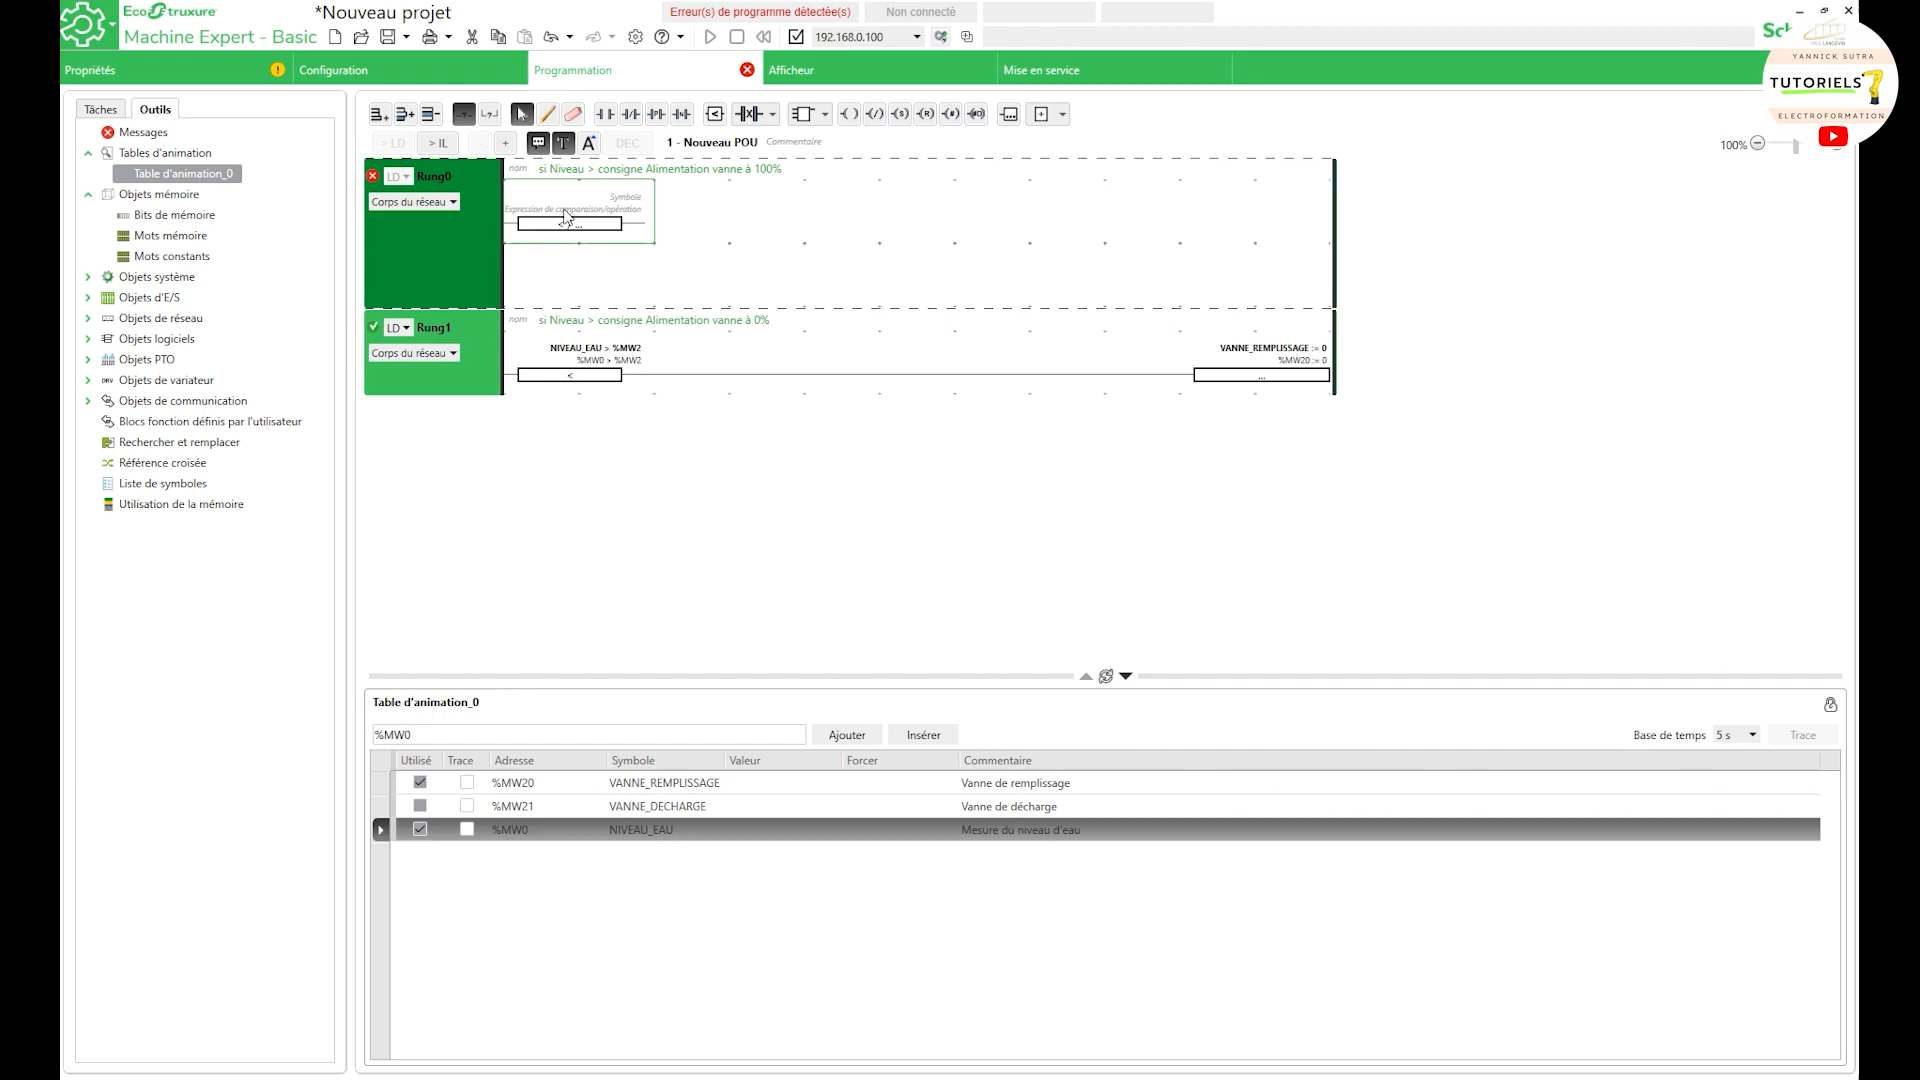 EcoStruxure
Machine Expert - Basic
*Nouveau projet
Erreur(s) de programme détectée(s)
Non connecté
192.168.0.100
YANNICK SUTRA
TUTORIELS
ELECTROFORMATION
Propriétés
Configuration
Programmation
Afficheur
Mise en service
Tâches
Outils
Messages
Tables d'animation
Table d'animation_0
Objets mémoire
Bits de mémoire
Mots mémoire
Mots constants
Objets système
Objets d'E/S
Objets de réseau
Objets logiciels
Objets PTO
DRV Objets de variateur
Objets de communication
Blocs fonction définis par l'utilisateur
Rechercher et remplacer
Référence croisée
Liste de symboles
Utilisation de la mémoire
> LD
> IL
-
+
DEC
1 - Nouveau POU
Commentaire
100%
LD
Rung0
nom
si Niveau > consigne Alimentation vanne à 100%
Corps du réseau
Symbole
Expression de comparaison/opération
LD
Rung1
nom
si Niveau > consigne Alimentation vanne à 0%
Corps du réseau
NIVEAU_EAU > %MW2
%MW0 > %MW2
<
VANNE_REMPLISSAGE := 0
%MW20 := 0
...
Table d'animation_0
%MW0
Ajouter
Insérer
Base de temps
5 s
Trace
Utilisé Trace Adresse Symbole Valeur Forcer Commentaire
%MW20 VANNE_REMPLISSAGE Vanne de remplissage
%MW21 VANNE_DECHARGE Vanne de décharge
%MW0 NIVEAU_EAU Mesure du niveau d'eau